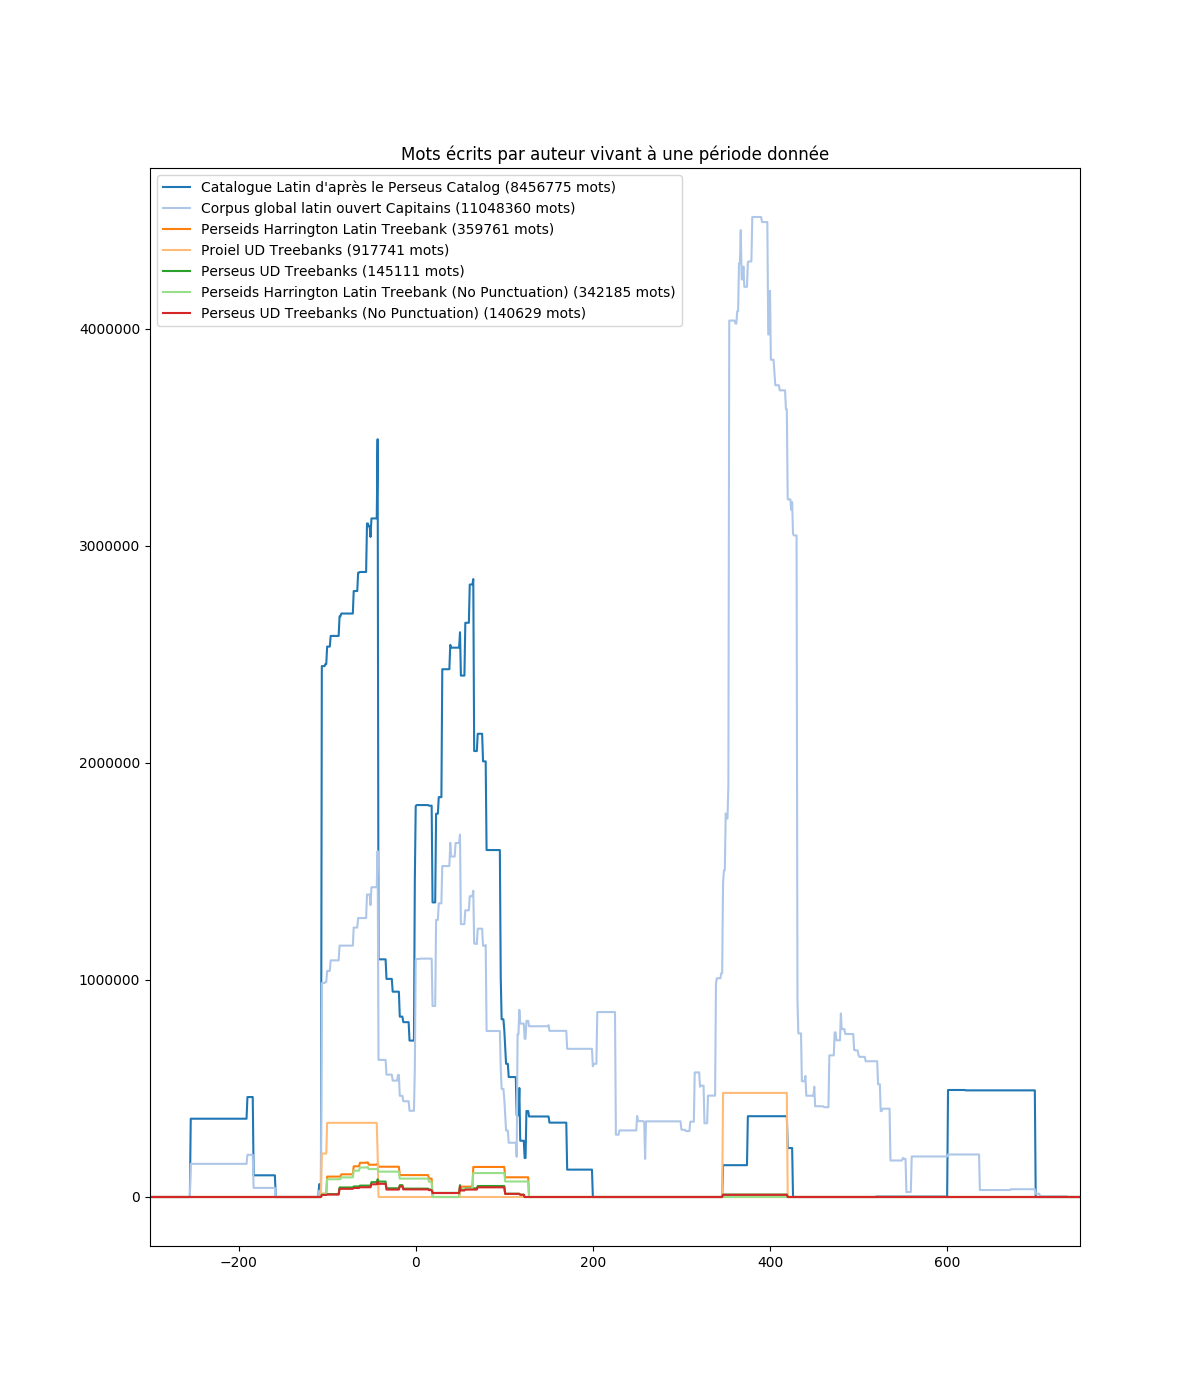 Mots écrits par auteur vivant à une période donnée
Catalogue Latin d'après le Perseus Catalog (8456775 mots)
Corpus global latin ouvert Capitains (11048360 mots)
Perseids Harrington Latin Treebank (359761 mots)
Proiel UD Treebanks (917741 mots)
Perseus UD Treebanks (145111 mots)
Perseids Harrington Latin Treebank (No Punctuation) (342185 mots)
Perseus UD Treebanks (No Punctuation) (140629 mots)
4000000
3000000
2000000
1000000
0
−200 0 200 400 600